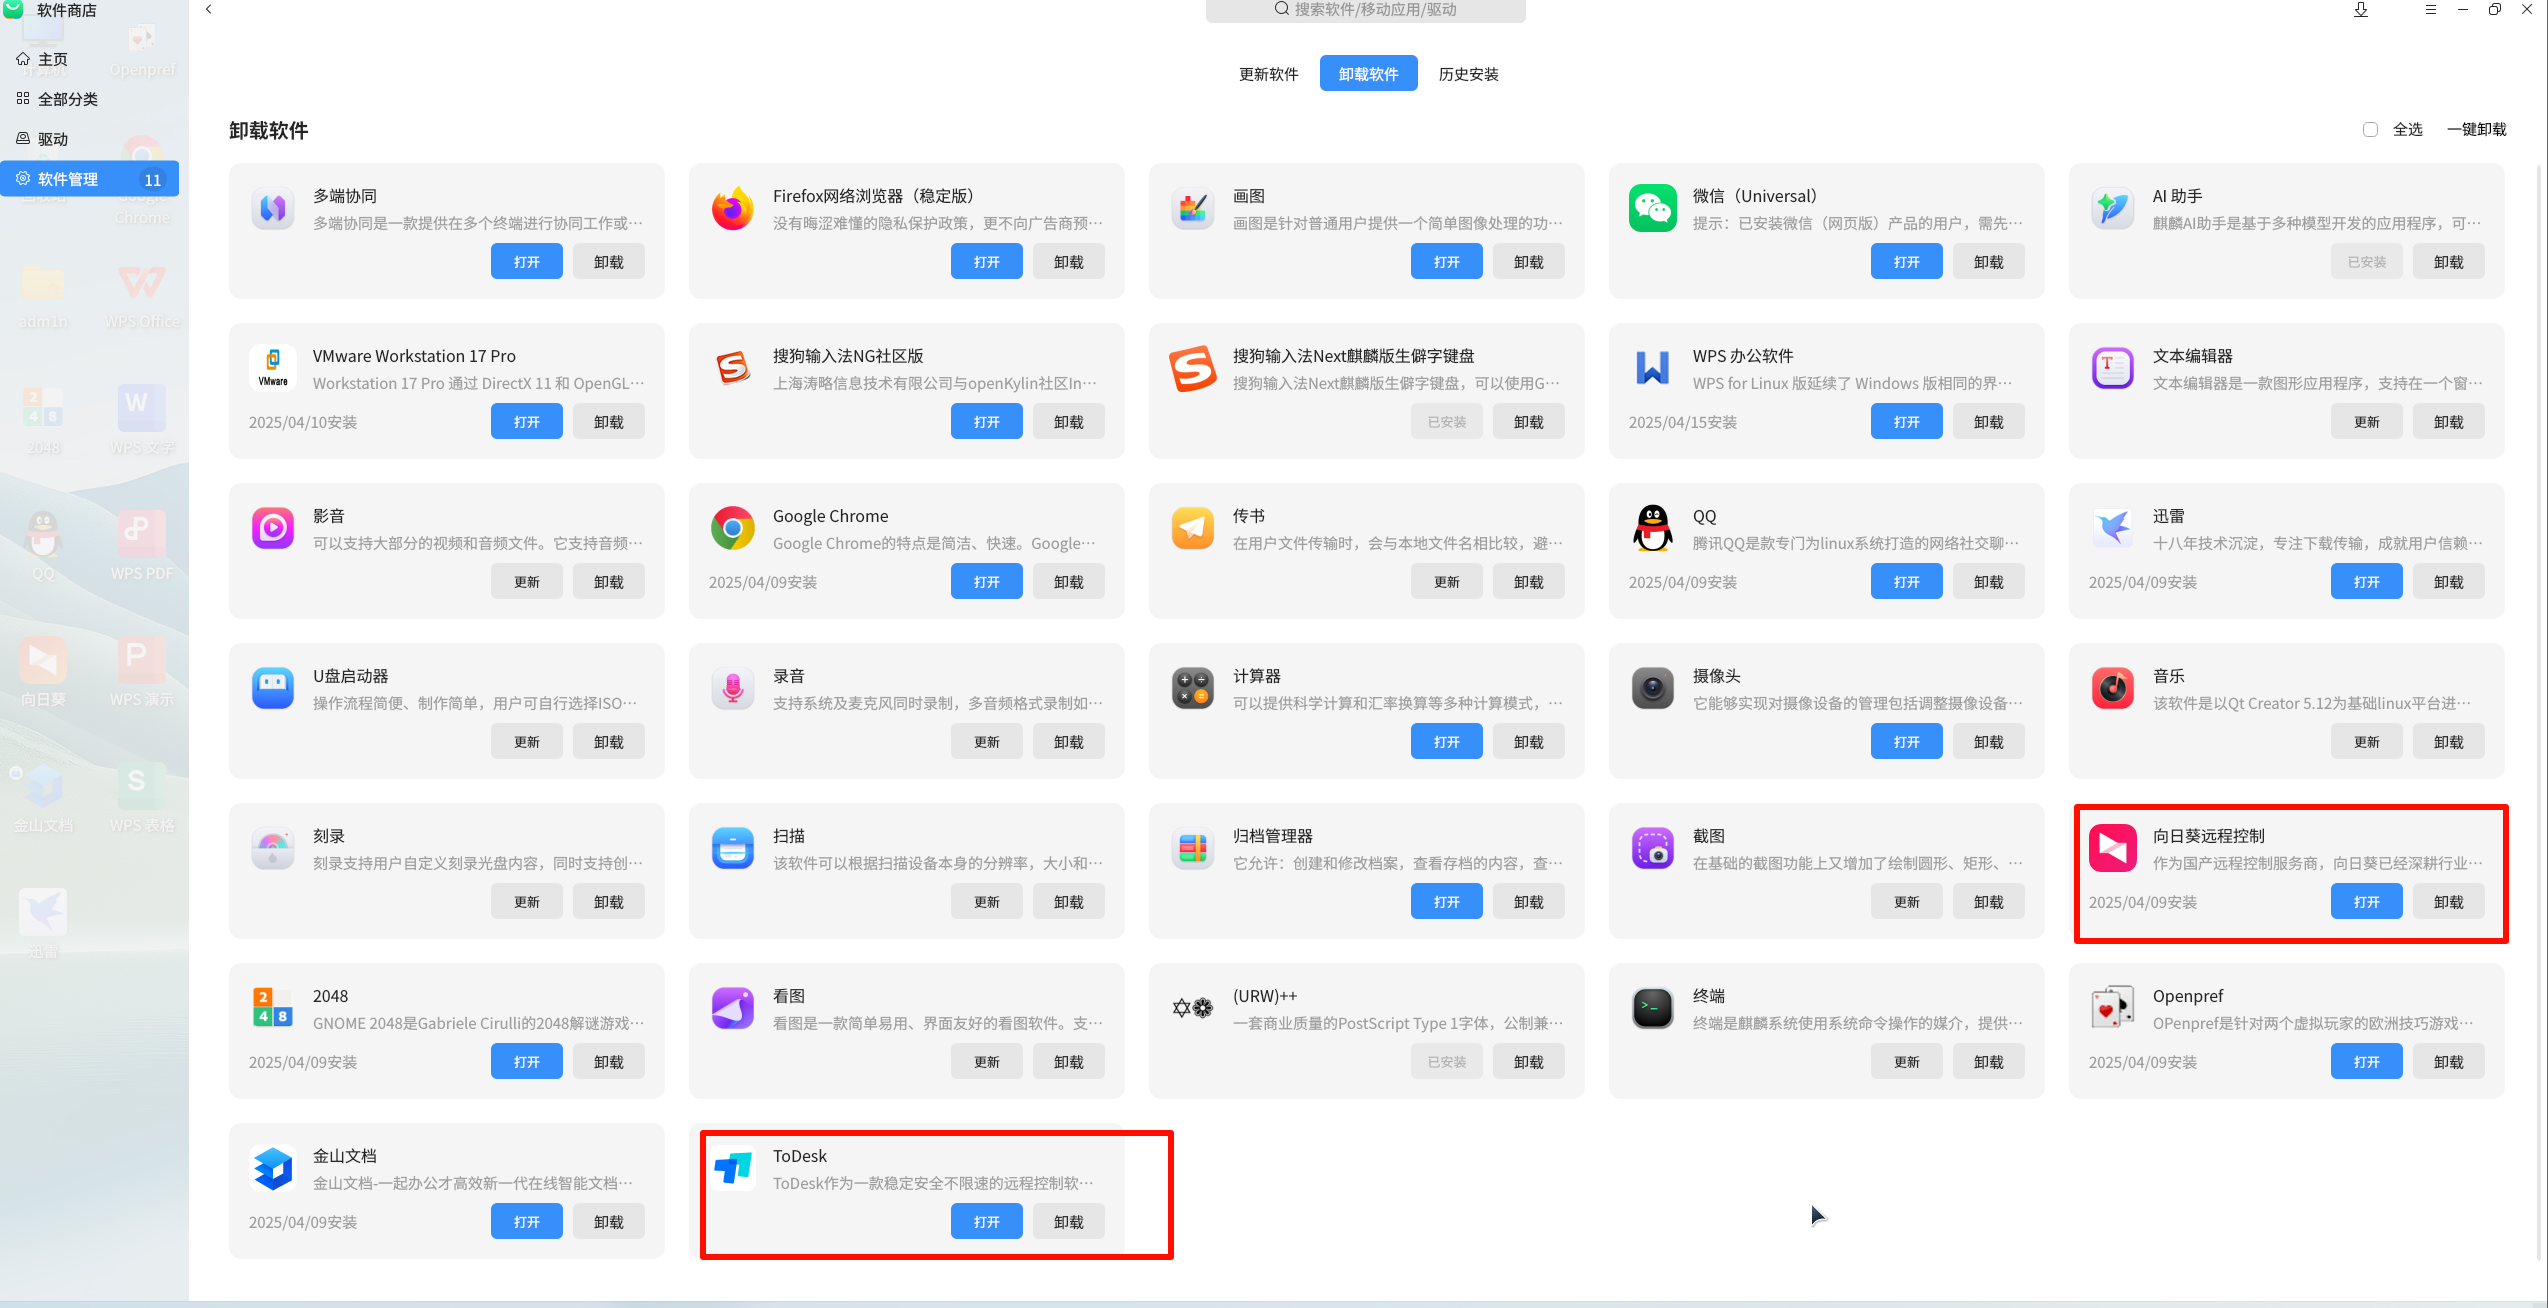 软件商店
搜索软件/移动应用/驱动
主页
全部分类
驱动
软件管理 11
Openpref
Google Chrome
adm1n
WPS Office
2048
WPS 文字
QQ
WPS PDF
向日葵
WPS 演示
金山文档
WPS 表格
迅雷
更新软件 卸载软件 历史安装
卸载软件
全选 一键卸载
多端协同
多端协同是一款提供在多个终端进行协同工作或…
打开 卸载
Firefox网络浏览器（稳定版）
没有晦涩难懂的隐私保护政策，更不向广告商预…
打开 卸载
画图
画图是针对普通用户提供一个简单图像处理的功…
打开 卸载
微信（Universal）
提示：已安装微信（网页版）产品的用户，需先…
打开 卸载
AI 助手
麒麟AI助手是基于多种模型开发的应用程序，可…
已安装 卸载
VMware
VMware Workstation 17 Pro
Workstation 17 Pro 通过 DirectX 11 和 OpenGL…
2025/04/10安装 打开 卸载
搜狗输入法NG社区版
上海涛略信息技术有限公司与openKylin社区In…
打开 卸载
搜狗输入法Next麒麟版生僻字键盘
搜狗输入法Next麒麟版生僻字键盘，可以使用G…
已安装 卸载
WPS 办公软件
WPS for Linux 版延续了 Windows 版相同的界…
2025/04/15安装 打开 卸载
文本编辑器
文本编辑器是一款图形应用程序，支持在一个窗…
更新 卸载
影音
可以支持大部分的视频和音频文件。它支持音频…
更新 卸载
Google Chrome
Google Chrome的特点是简洁、快速。Google…
2025/04/09安装 打开 卸载
传书
在用户文件传输时，会与本地文件名相比较，避…
更新 卸载
QQ
腾讯QQ是款专门为linux系统打造的网络社交聊…
2025/04/09安装 打开 卸载
迅雷
十八年技术沉淀，专注下载传输，成就用户信赖…
2025/04/09安装 打开 卸载
U盘启动器
操作流程简便、制作简单，用户可自行选择ISO…
更新 卸载
录音
支持系统及麦克风同时录制，多音频格式录制如…
更新 卸载
计算器
可以提供科学计算和汇率换算等多种计算模式，…
打开 卸载
摄像头
它能够实现对摄像设备的管理包括调整摄像设备…
打开 卸载
音乐
该软件是以Qt Creator 5.12为基础linux平台进…
更新 卸载
刻录
刻录支持用户自定义刻录光盘内容，同时支持创…
更新 卸载
扫描
该软件可以根据扫描设备本身的分辨率，大小和…
更新 卸载
归档管理器
它允许：创建和修改档案，查看存档的内容，查…
打开 卸载
截图
在基础的截图功能上又增加了绘制圆形、矩形、…
更新 卸载
向日葵远程控制
作为国产远程控制服务商，向日葵已经深耕行业…
2025/04/09安装 打开 卸载
2048
GNOME 2048是Gabriele Cirulli的2048解谜游戏…
2025/04/09安装 打开 卸载
看图
看图是一款简单易用、界面友好的看图软件。支…
更新 卸载
(URW)++
一套商业质量的PostScript Type 1字体，公制兼…
已安装 卸载
终端
终端是麒麟系统使用系统命令操作的媒介，提供…
更新 卸载
Openpref
OPenpref是针对两个虚拟玩家的欧洲技巧游戏…
2025/04/09安装 打开 卸载
金山文档
金山文档-一起办公才高效新一代在线智能文档…
2025/04/09安装 打开 卸载
ToDesk
ToDesk作为一款稳定安全不限速的远程控制软…
打开 卸载